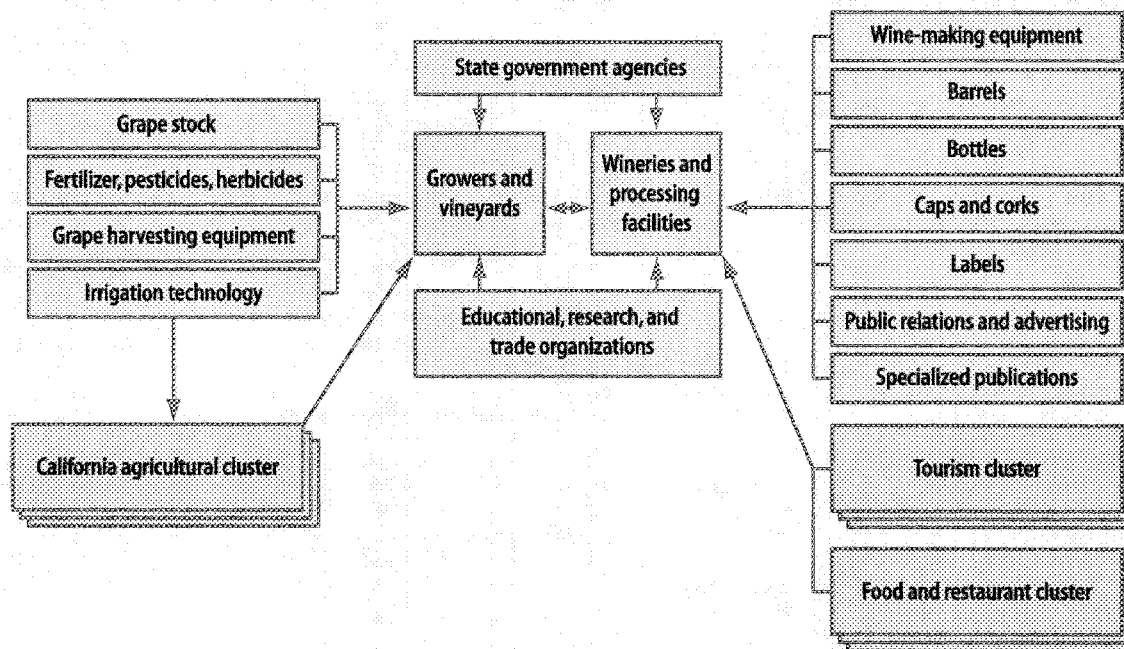 State government agencies
Grape stock
Fertilizer, pesticides, herbicides
Grape harvesting equipment
Irrigation technology
Growers and
vineyards
Wineries and
processing
facilities
Educational, research, and
trade organizations
California agricultural cluster
Wine-making equipment
Barrels
Bottles
Caps and corks
Labels
Public relations and advertising
Specialized publications
Tourism cluster
Food and restaurant cluster